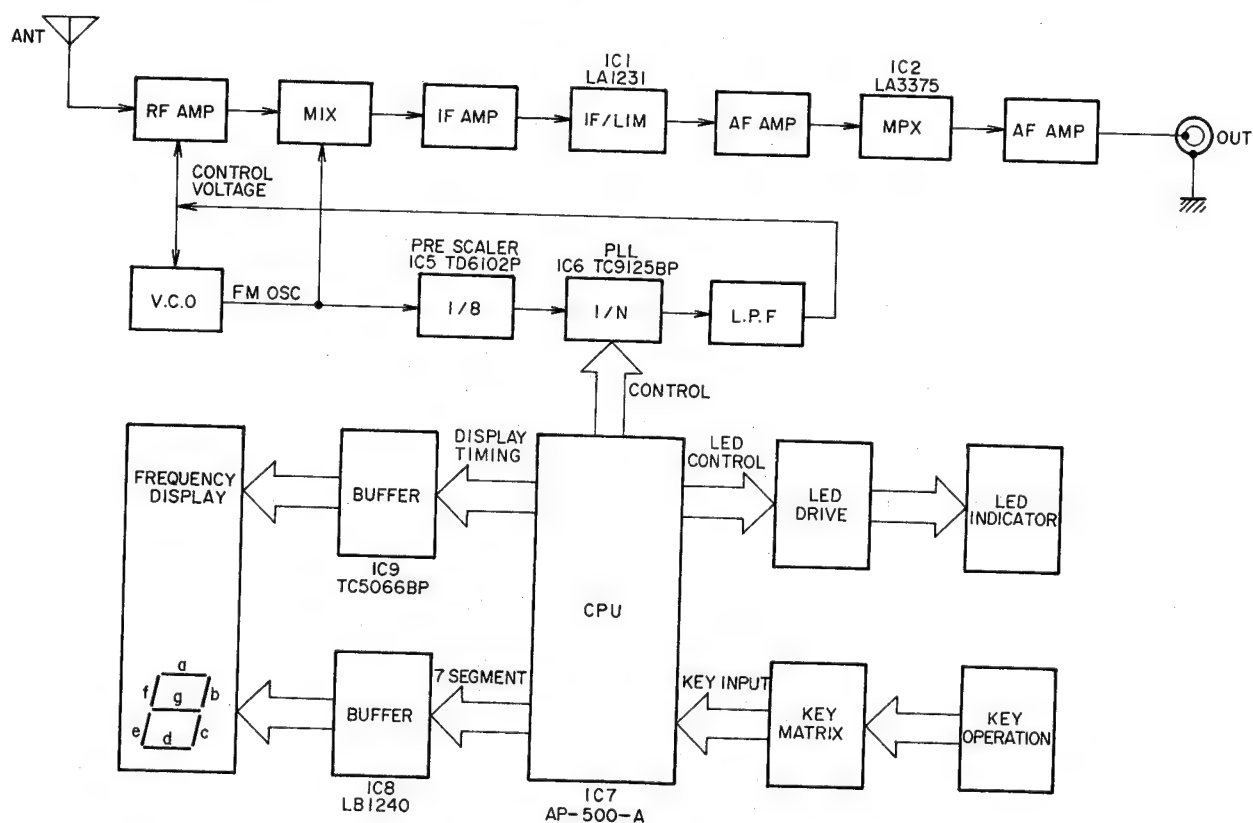 ANT
RF AMP
MIX
IF AMP
IC1
LA1231
IF/LIM
AF AMP
IC2
LA3375
MPX
AF AMP
OUT
CONTROL
VOLTAGE
V.C.O
FM OSC
PRE SCALER
IC5 TD6102P
1/8
PLL
IC6 TC9125BP
1/N
L.P.F
CONTROL
FREQUENCY
DISPLAY
BUFFER
IC9
TC5066BP
DISPLAY
TIMING
CPU
LED
CONTROL
LED
DRIVE
LED
INDICATOR
a
f
g
b
e
d
c
BUFFER
IC8
LB1240
7 SEGMENT
IC7
AP-500-A
KEY INPUT
KEY
MATRIX
KEY
OPERATION